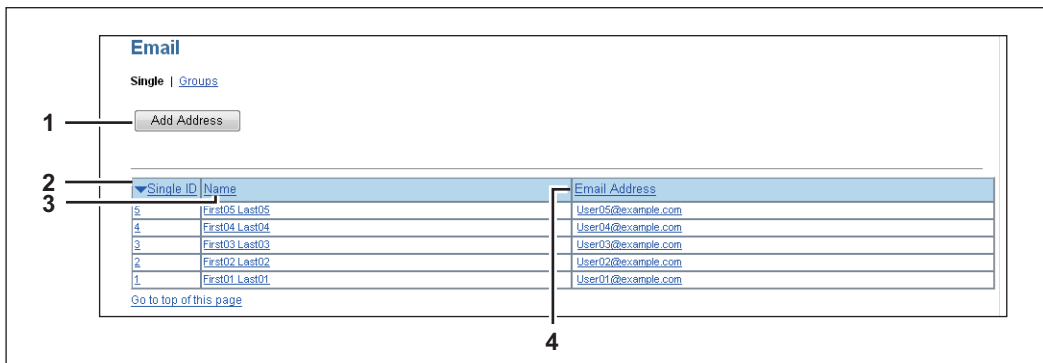 Email
Single | Groups
1 Add Address
2 ▼Single ID Name Email Address
3
5 First05 Last05 User05@example.com
4 First04 Last04 User04@example.com
3 First03 Last03 User03@example.com
2 First02 Last02 User02@example.com
1 First01 Last01 User01@example.com
Go to top of this page
4